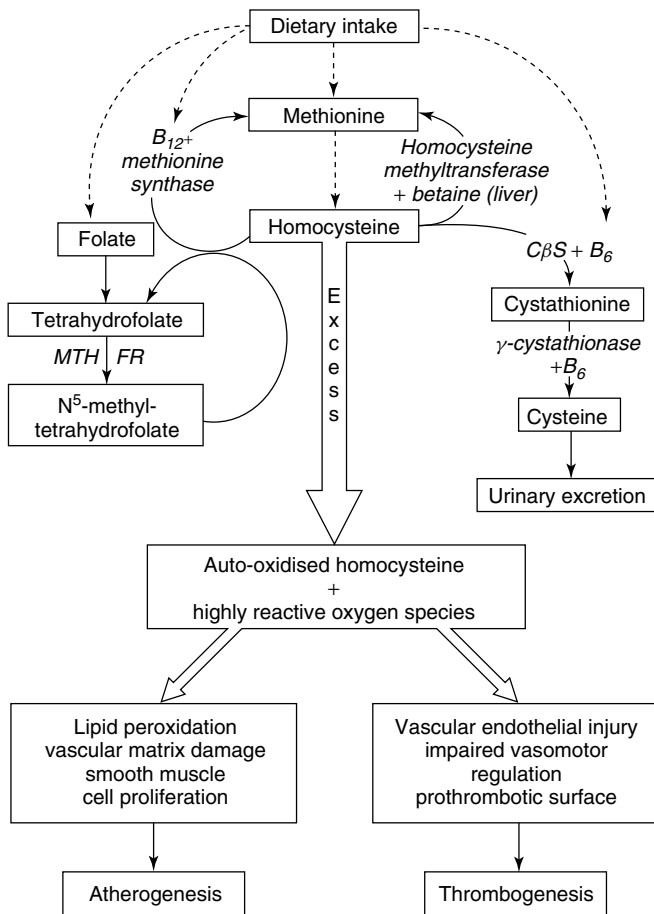 Dietary intake
Methionine
B₁₂+
methionine
synthase
Homocysteine
methyltransferase
+ betaine (liver)
Folate
Homocysteine
CβS + B₆
Tetrahydrofolate
Cystathionine
MTH FR
γ-cystathionase
+B₆
N⁵-methyl-
tetrahydrofolate
Cysteine
Excess
Urinary excretion
Auto-oxidised homocysteine
+
highly reactive oxygen species
Lipid peroxidation
vascular matrix damage
smooth muscle
cell proliferation
Vascular endothelial injury
impaired vasomotor
regulation
prothrombotic surface
Atherogenesis
Thrombogenesis